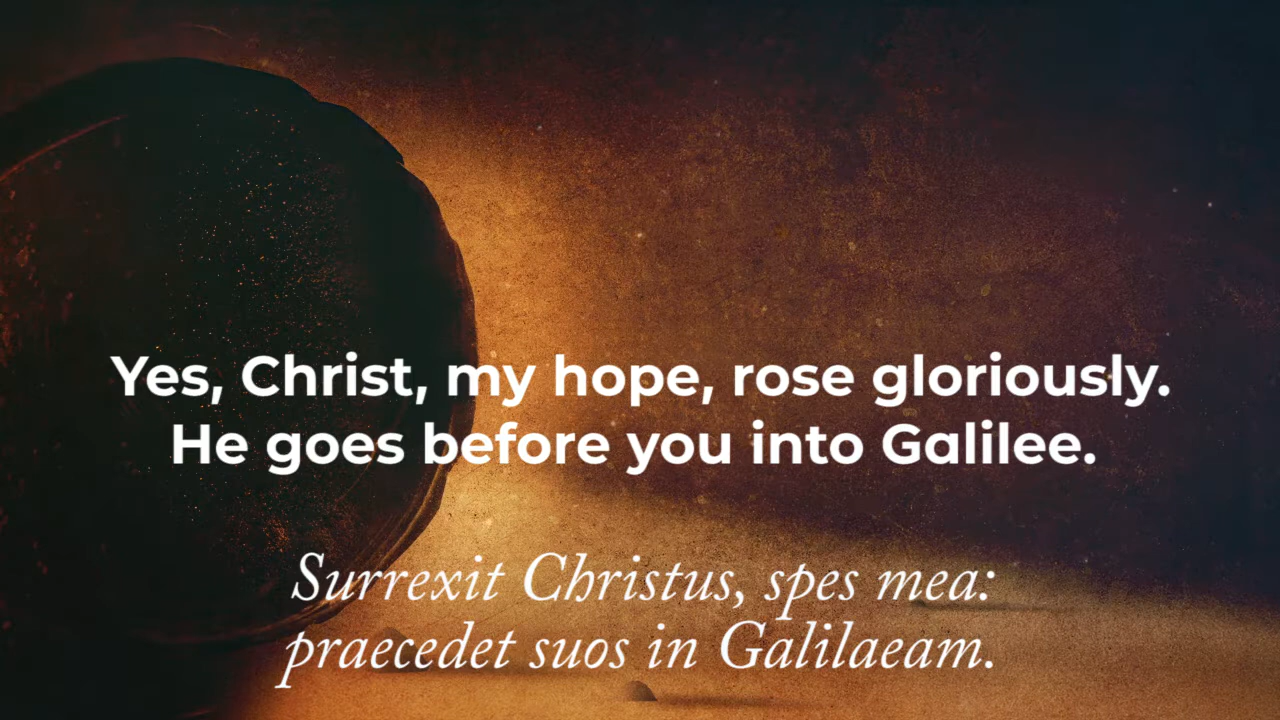 Yes, Christ, my hope, rose gloriously.
He goes before you into Galilee.
Surrexit Christus, spes mea:
praecedet suos in Galilaeam.